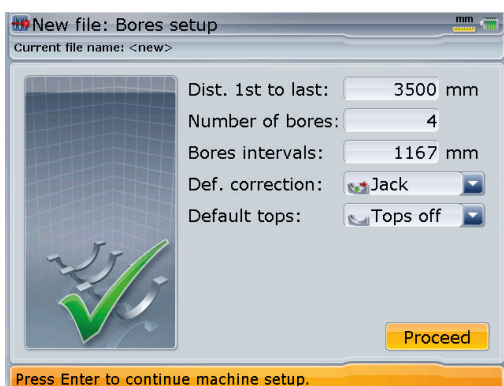 New file: Bores setup
mm
Current file name: <new>
Dist. 1st to last: 3500 mm
Number of bores: 4
Bores intervals: 1167 mm
Def. correction: Jack
Default tops: Tops off
Proceed
Press Enter to continue machine setup.